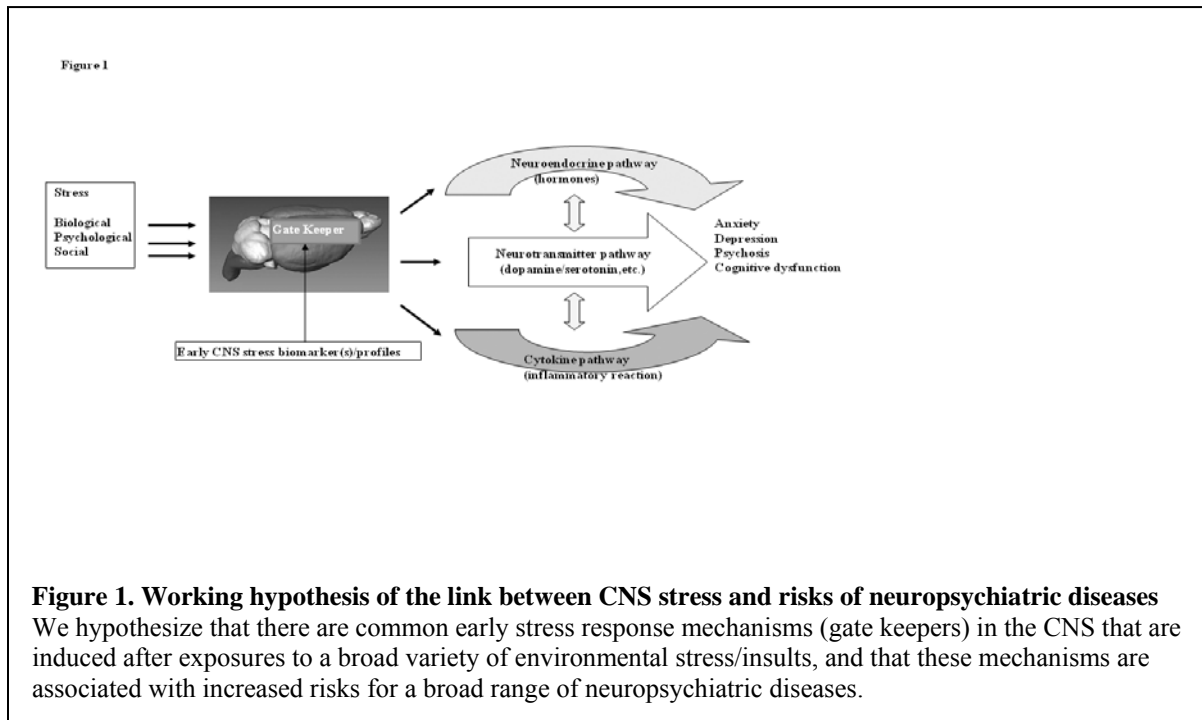 Figure 1
Stress
Biological
Psychological
Social
Gate Keeper
Early CNS stress biomarker(s)/profiles
Neuroendocrine pathway
(hormones)
Neurotransmitter pathway
(dopamine/serotonin,etc.)
Cytokine pathway
(inflammatory reaction)
Anxiety
Depression
Psychosis
Cognitive dysfunction
Figure 1. Working hypothesis of the link between CNS stress and risks of neuropsychiatric diseases
We hypothesize that there are common early stress response mechanisms (gate keepers) in the CNS that are
induced after exposures to a broad variety of environmental stress/insults, and that these mechanisms are
associated with increased risks for a broad range of neuropsychiatric diseases.